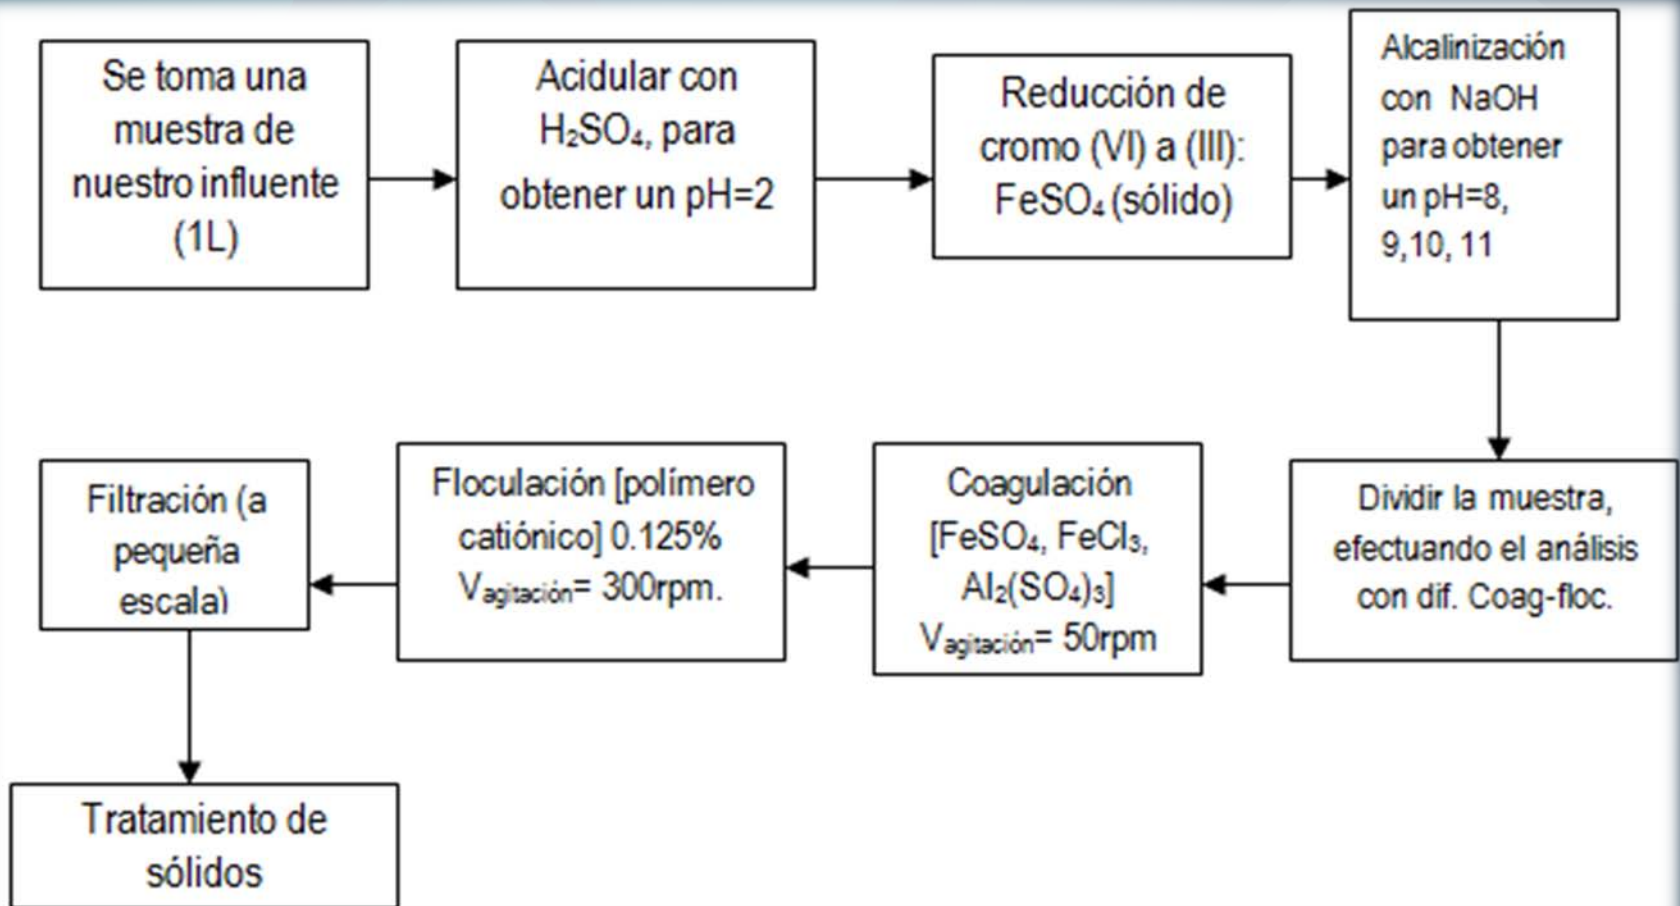 Se toma una
muestra de
nuestro influente
(1L)
Acidular con
H₂SO₄, para
obtener un pH=2
Reducción de
cromo (VI) a (III):
FeSO₄ (sólido)
Alcalinización
con NaOH
para obtener
un pH=8,
9,10, 11
Dividir la muestra,
efectuando el análisis
con dif. Coag-floc.
Coagulación
[FeSO₄, FeCl₃,
Al₂(SO₄)₃]
Vagitación= 50rpm
Floculación [polímero
catiónico] 0.125%
Vagitación= 300rpm.
Filtración (a
pequeña
escala)
Tratamiento de
sólidos